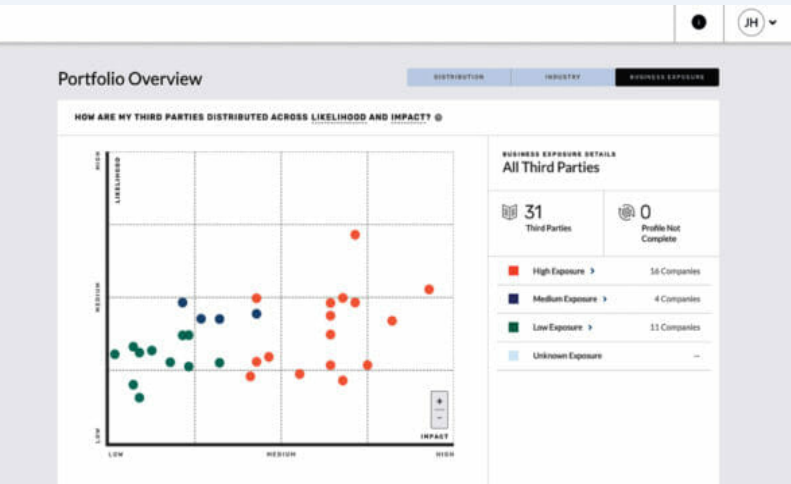 JH
Portfolio Overview
DISTRIBUTION
INDUSTRY
BUSINESS EXPOSURE
HOW ARE MY THIRD PARTIES DISTRIBUTED ACROSS LIKELIHOOD AND IMPACT?
HIGH
LIKELIHOOD
MEDIUM
LOW
+
-
IMPACT
LOW
MEDIUM
HIGH
BUSINESS EXPOSURE DETAILS
All Third Parties
31
Third Parties
0
Profile Not
Complete
High Exposure >
16 Companies
Medium Exposure >
4 Companies
Low Exposure >
11 Companies
Unknown Exposure
--